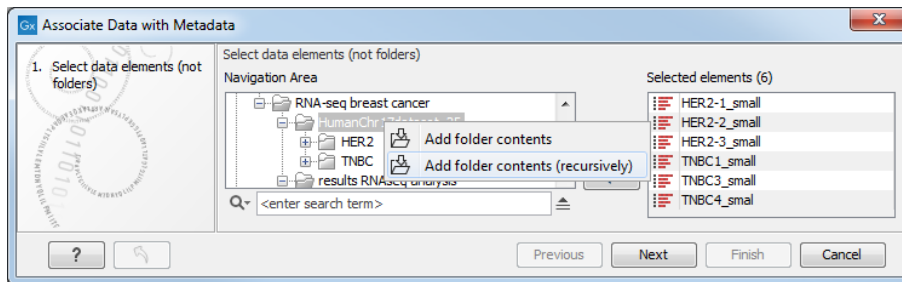 Gx Associate Data with Metadata
1. Select data elements (not
folders)
Select data elements (not folders)
Navigation Area
RNA-seq breast cancer
HER2
TNBC
results RNAseq analysis
Add folder contents
Add folder contents (recursively)
<enter search term>
Selected elements (6)
HER2-1_small
HER2-2_small
HER2-3_small
TNBC1_small
TNBC3_small
TNBC4_smal
?
Previous
Next
Finish
Cancel